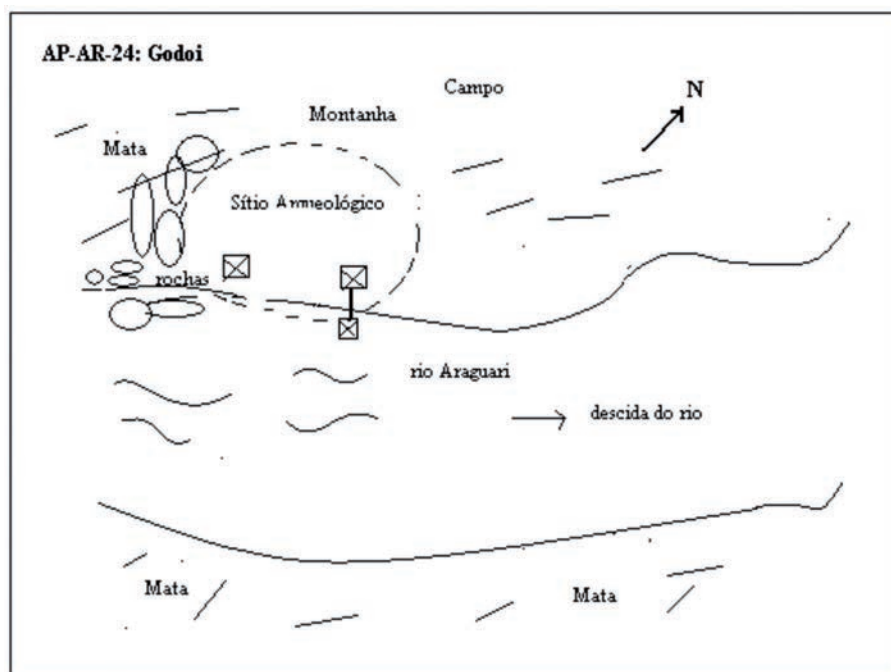 AP-AR-24: Godoi
Campo
N
Montanha
Mata
Sítio Arqueológico
rochas
rio Araguari
descida do rio
Mata
Mata